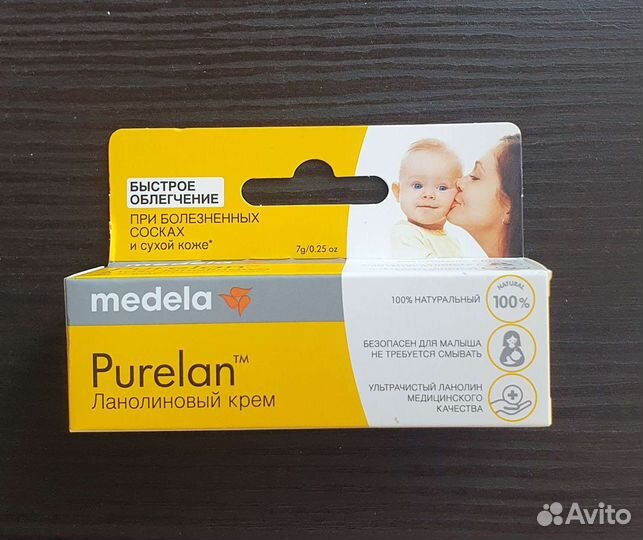 БЫСТРОЕ
ОБЛЕГЧЕНИЕ
ПРИ БОЛЕЗНЕННЫХ
СОСКАХ
и сухой коже*
7g/0.25 oz
medela
Purelan™
Ланолиновый крем
100% НАТУРАЛЬНЫЙ
NATURAL
100%
БЕЗОПАСЕН ДЛЯ МАЛЫША
НЕ ТРЕБУЕТСЯ СМЫВАТЬ
УЛЬТРАЧИСТЫЙ ЛАНОЛИН
МЕДИЦИНСКОГО
КАЧЕСТВА
Avito